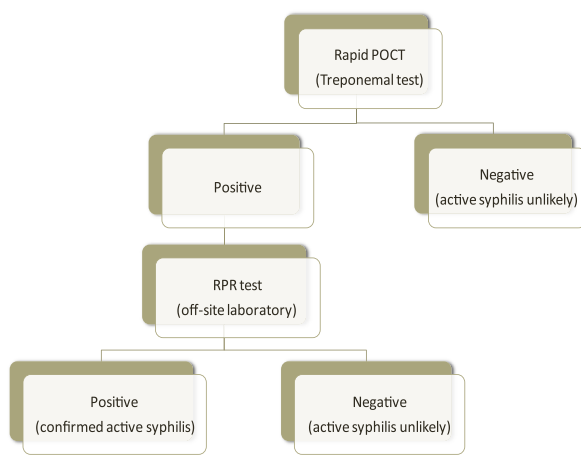 Rapid POCT
(Treponemal test)
Positive
Negative
(active syphilis unlikely)
RPR test
(off-site laboratory)
Positive
(confirmed active syphilis)
Negative
(active syphilis unlikely)